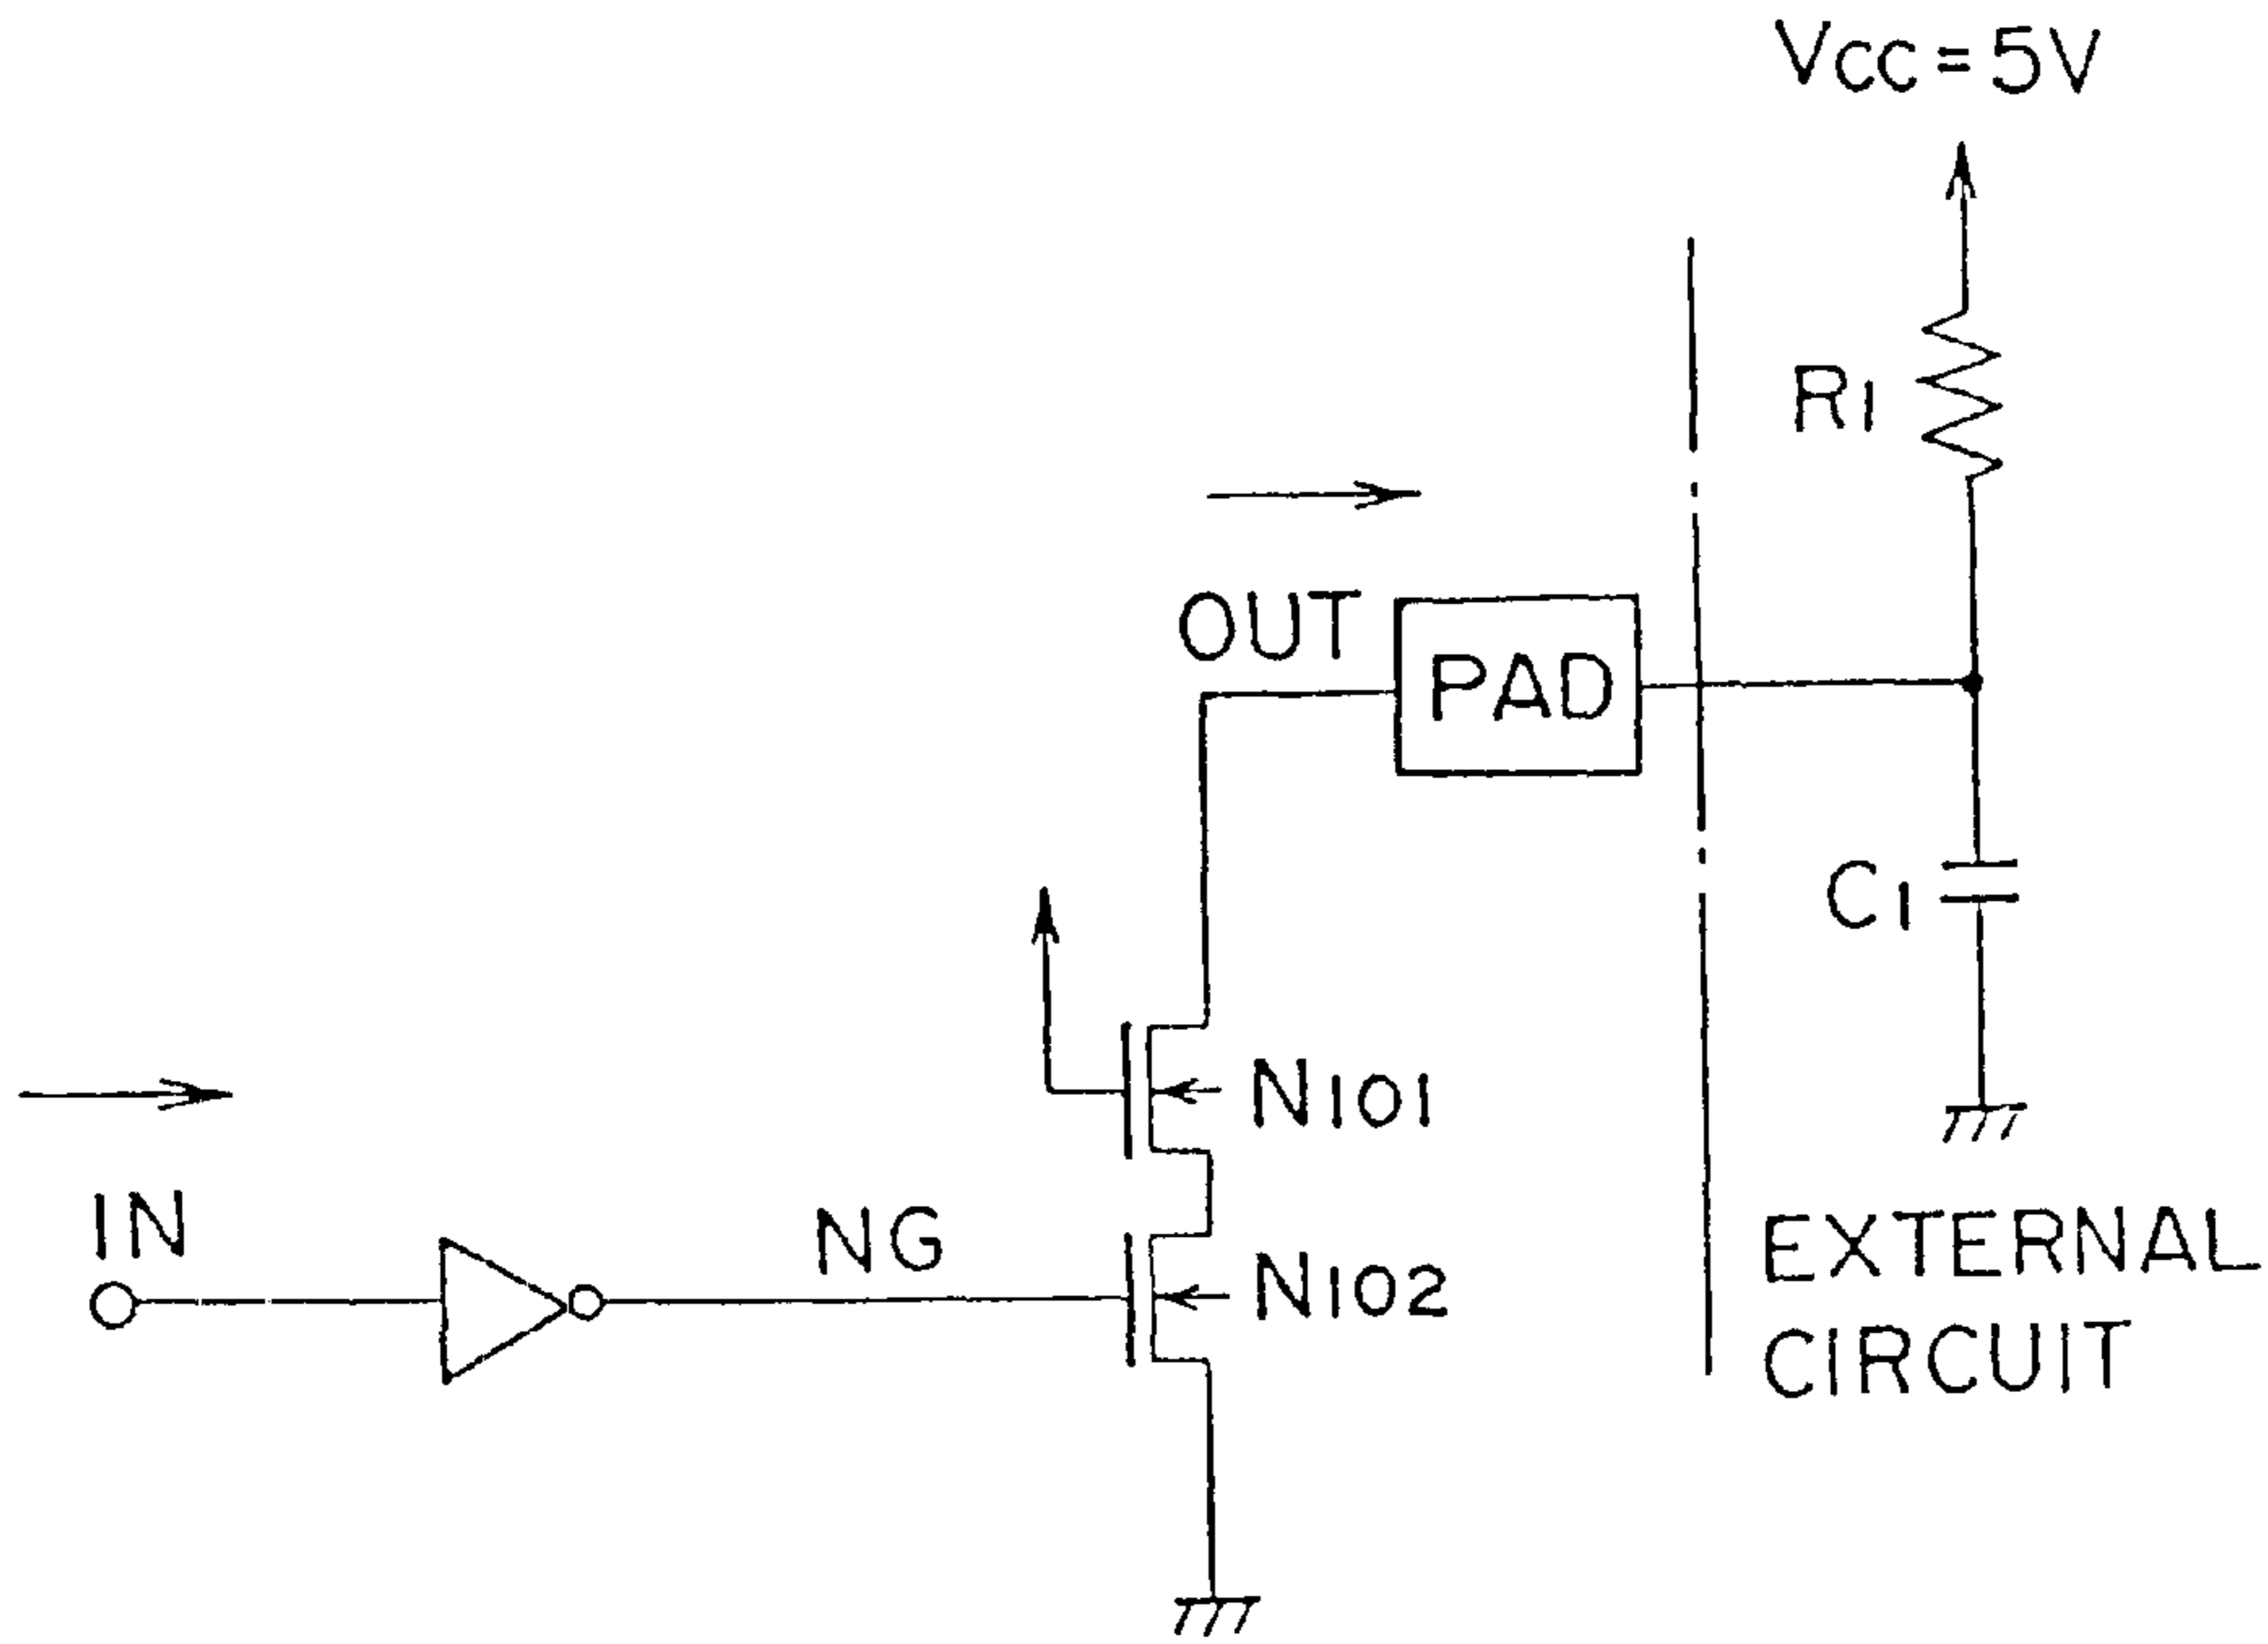 Vcc=5V
R1
OUT
PAD
C1
N101
IN
NG
N102
EXTERNAL
CIRCUIT